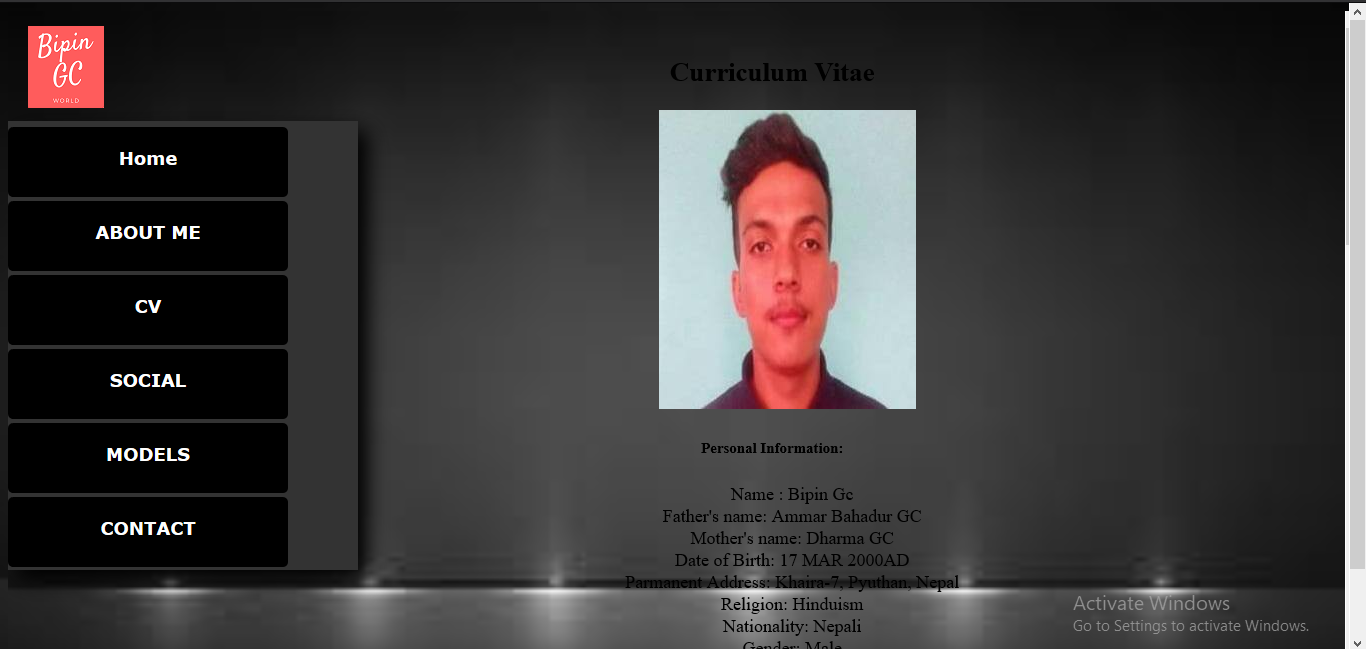 Bipin
GC
WORLD
Home
ABOUT ME
CV
SOCIAL
MODELS
CONTACT
Curriculum Vitae
Personal Information:
Name : Bipin Gc
Father's name: Ammar Bahadur GC
Mother's name: Dharma GC
Date of Birth: 17 MAR 2000AD
Parmanent Address: Khaira-7, Pyuthan, Nepal
Religion: Hinduism
Nationality: Nepali
Gender: Male
Activate Windows
Go to Settings to activate Windows.